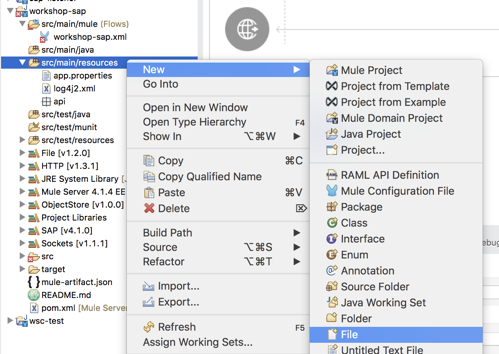 workshop-sap
src/main/mule (Flows)
workshop-sap.xml
src/main/java
src/main/resources
app.properties
log4j2.xml
api
src/test/java
src/test/munit
src/test/resources
File [v1.2.0]
HTTP [v1.3.1]
JRE System Library [
Mule Server 4.1.4 EE
ObjectStore [v1.0.0]
Project Libraries
SAP [v4.1.0]
Sockets [v1.1.1]
src
target
mule-artifact.json
README.md
pom.xml [Mule Server
wsc-test
New
Go Into
Open in New Window
Open Type Hierarchy F4
Show In ⌥⌘W
Copy ⌘C
Copy Qualified Name
Paste ⌘V
Delete ⌦
Build Path
Source ⌥⌘S
Refactor ⌥⌘T
Import...
Export...
Refresh F5
Assign Working Sets...
Mule Project
Project from Template
Project from Example
Mule Domain Project
Java Project
Project...
RAML API Definition
Mule Configuration File
Package
Class
Interface
Enum
Annotation
Source Folder
Java Working Set
Folder
File
Untitled Text File